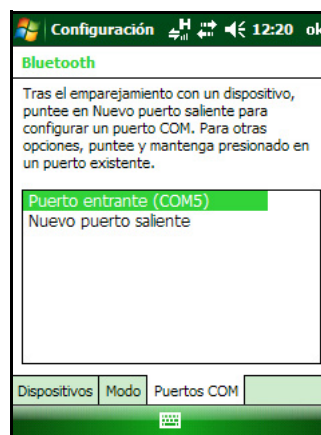 Configuración H 12:20 ok
Bluetooth
Tras el emparejamiento con un dispositivo,
puntee en Nuevo puerto saliente para
configurar un puerto COM. Para otras
opciones, puntee y mantenga presionado en
un puerto existente.
Puerto entrante (COM5)
Nuevo puerto saliente
Dispositivos Modo Puertos COM